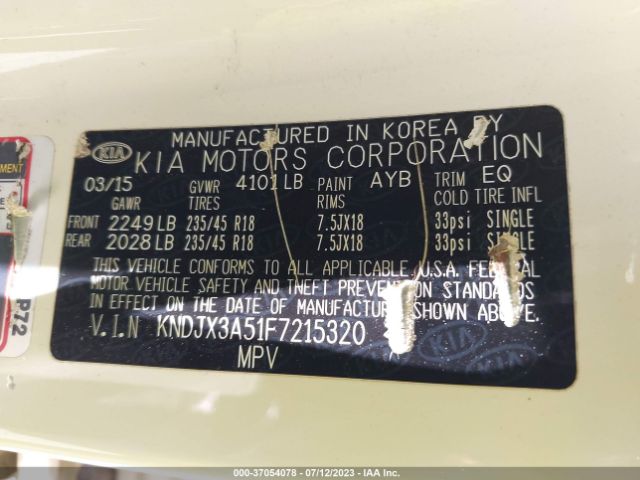 MANUFACTURED IN KOREA BY
KIA KIA MOTORS CORPORATION
03/15 GVWR 4101 LB PAINT AYB TRIM EQ
GAWR TIRES RIMS COLD TIRE INFL
FRONT 2249 LB 235/45 R18 7.5JX18 33psi SINGLE
REAR 2028 LB 235/45 R18 7.5JX18 33psi SINGLE
THIS VEHICLE CONFORMS TO ALL APPLICABLE U.S.A. FEDERAL
MOTOR VEHICLE SAFETY AND THEFT PREVENTION STANDARDS
IN EFFECT ON THE DATE OF MANUFACTURE SHOWN ABOVE.
V.I.N KNDJX3A51F7215320
MPV
P72
000-37054078 - 07/12/2023 - IAA Inc.